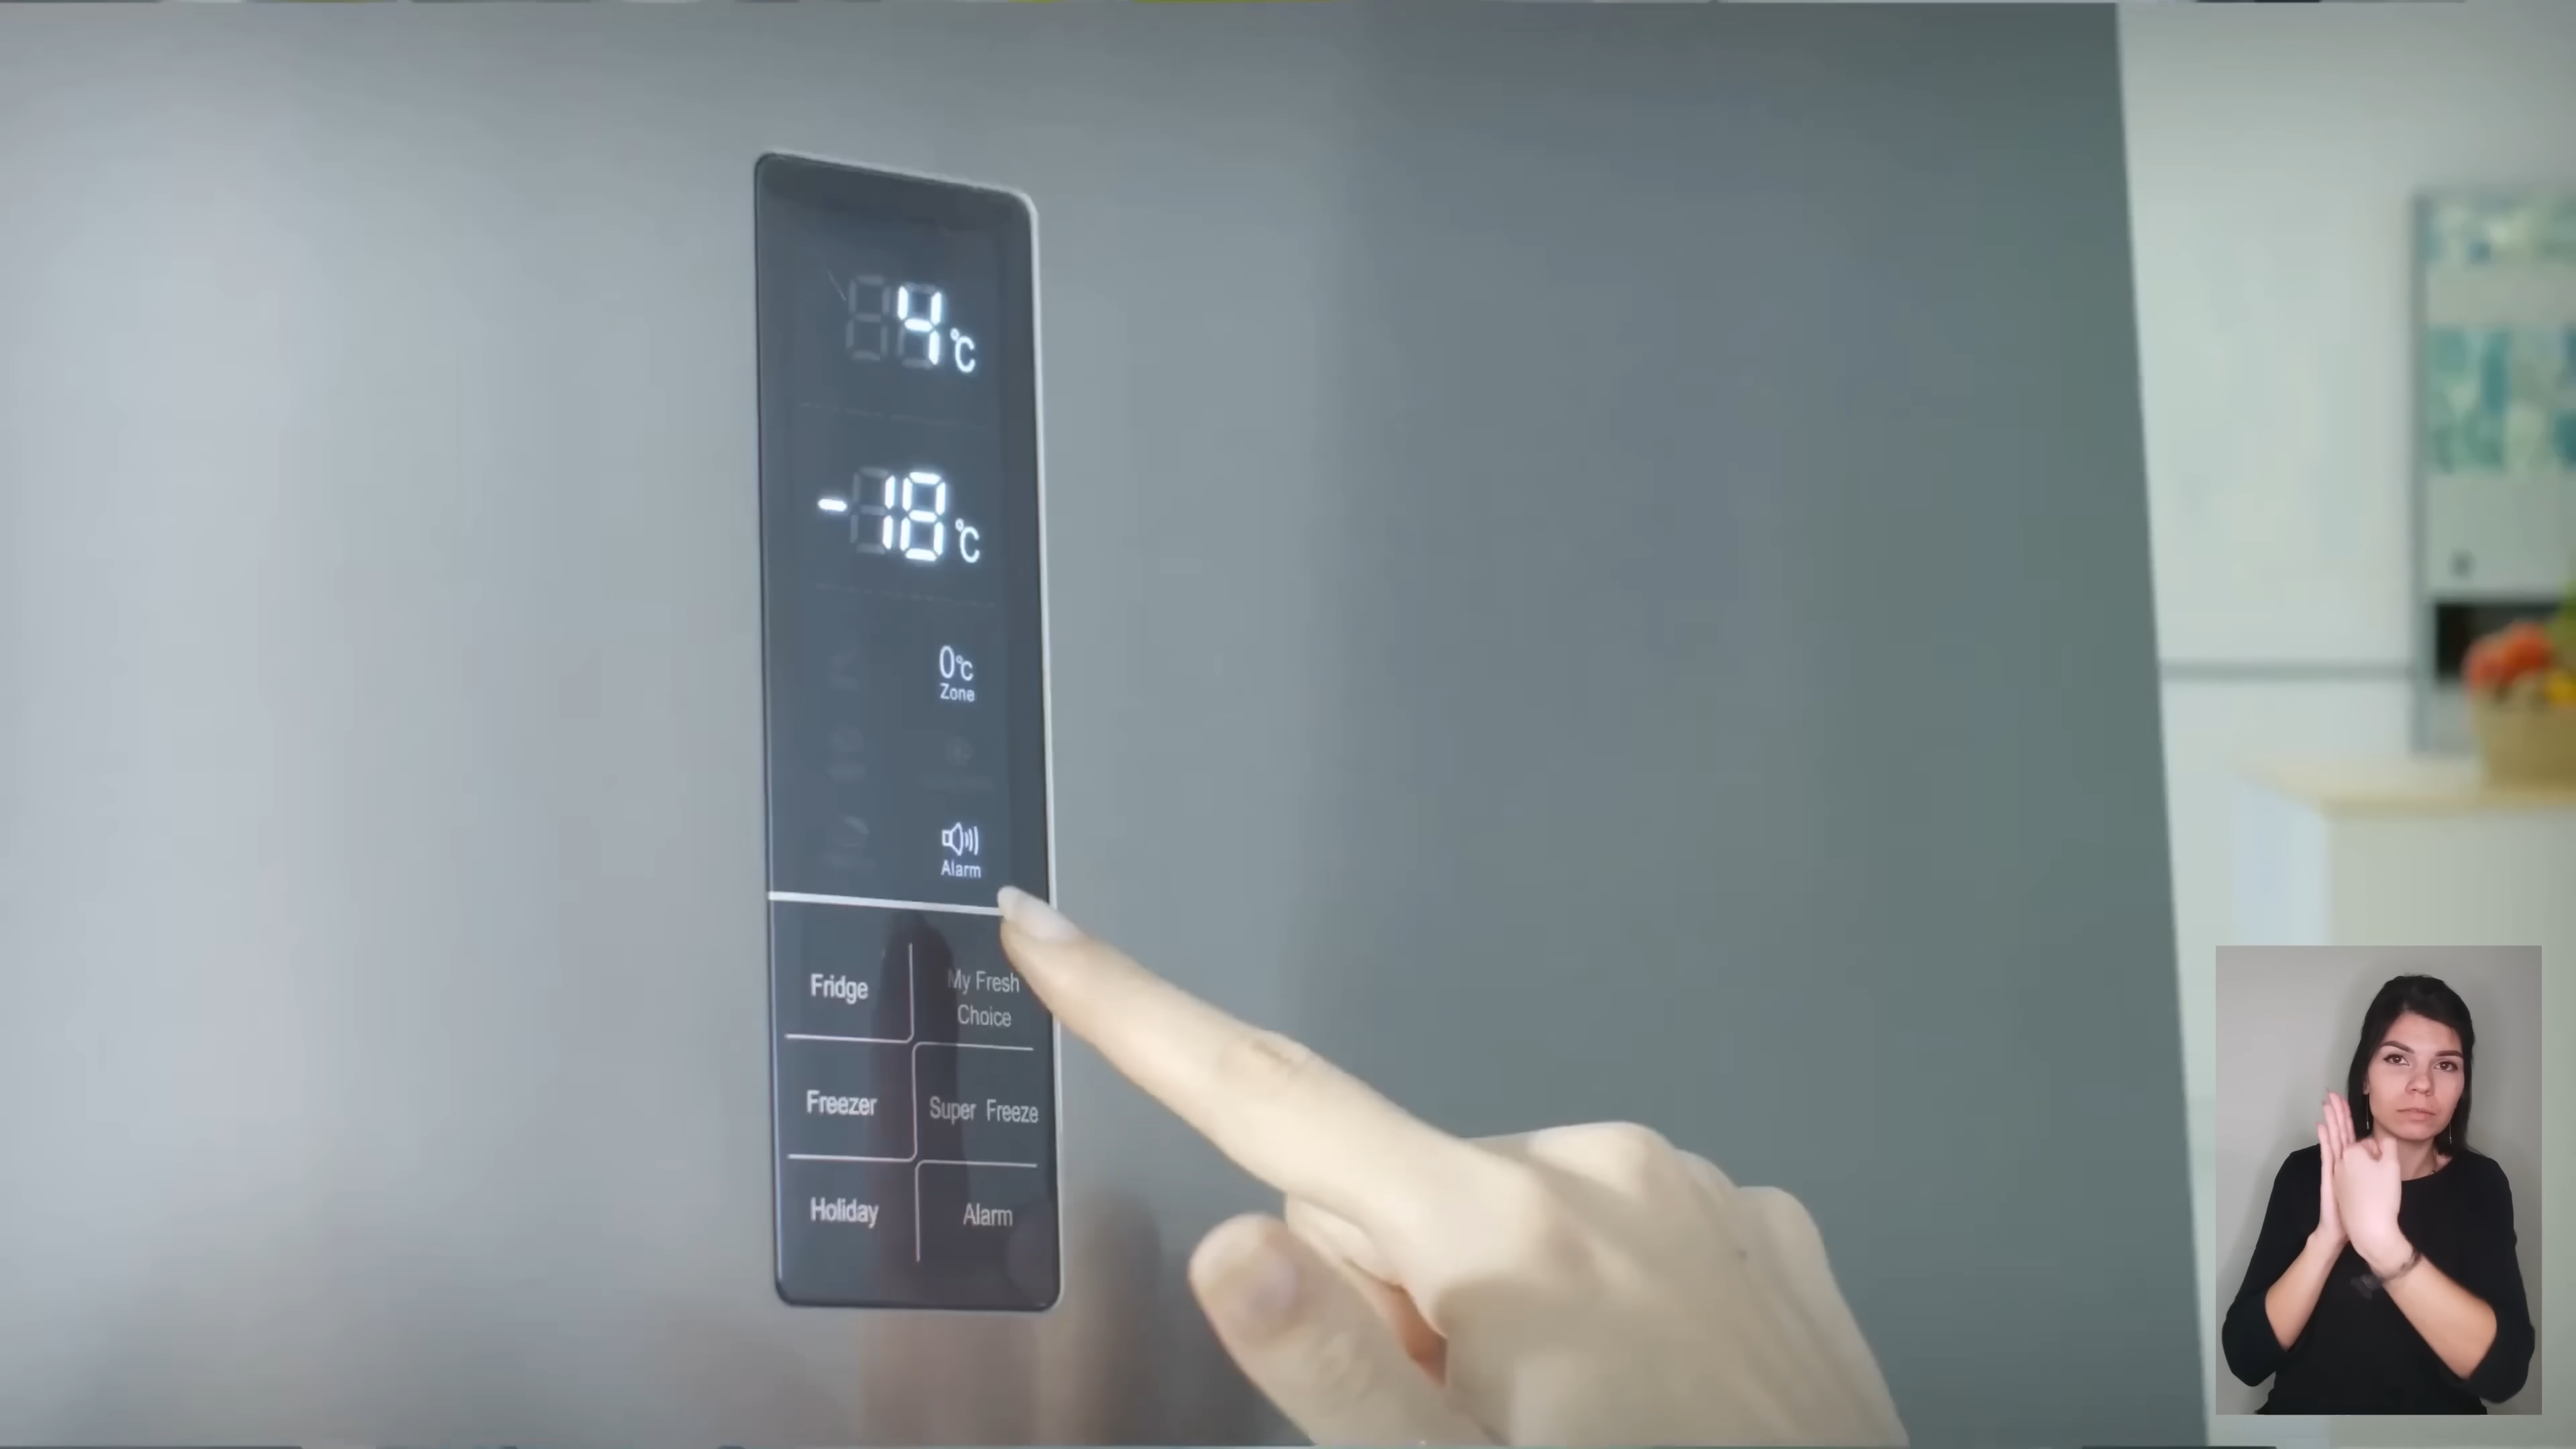 4°C
-18°C
0°C
Zone
Alarm
Fridge
My Fresh
Choice
Freezer
Super Freeze
Holiday
Alarm